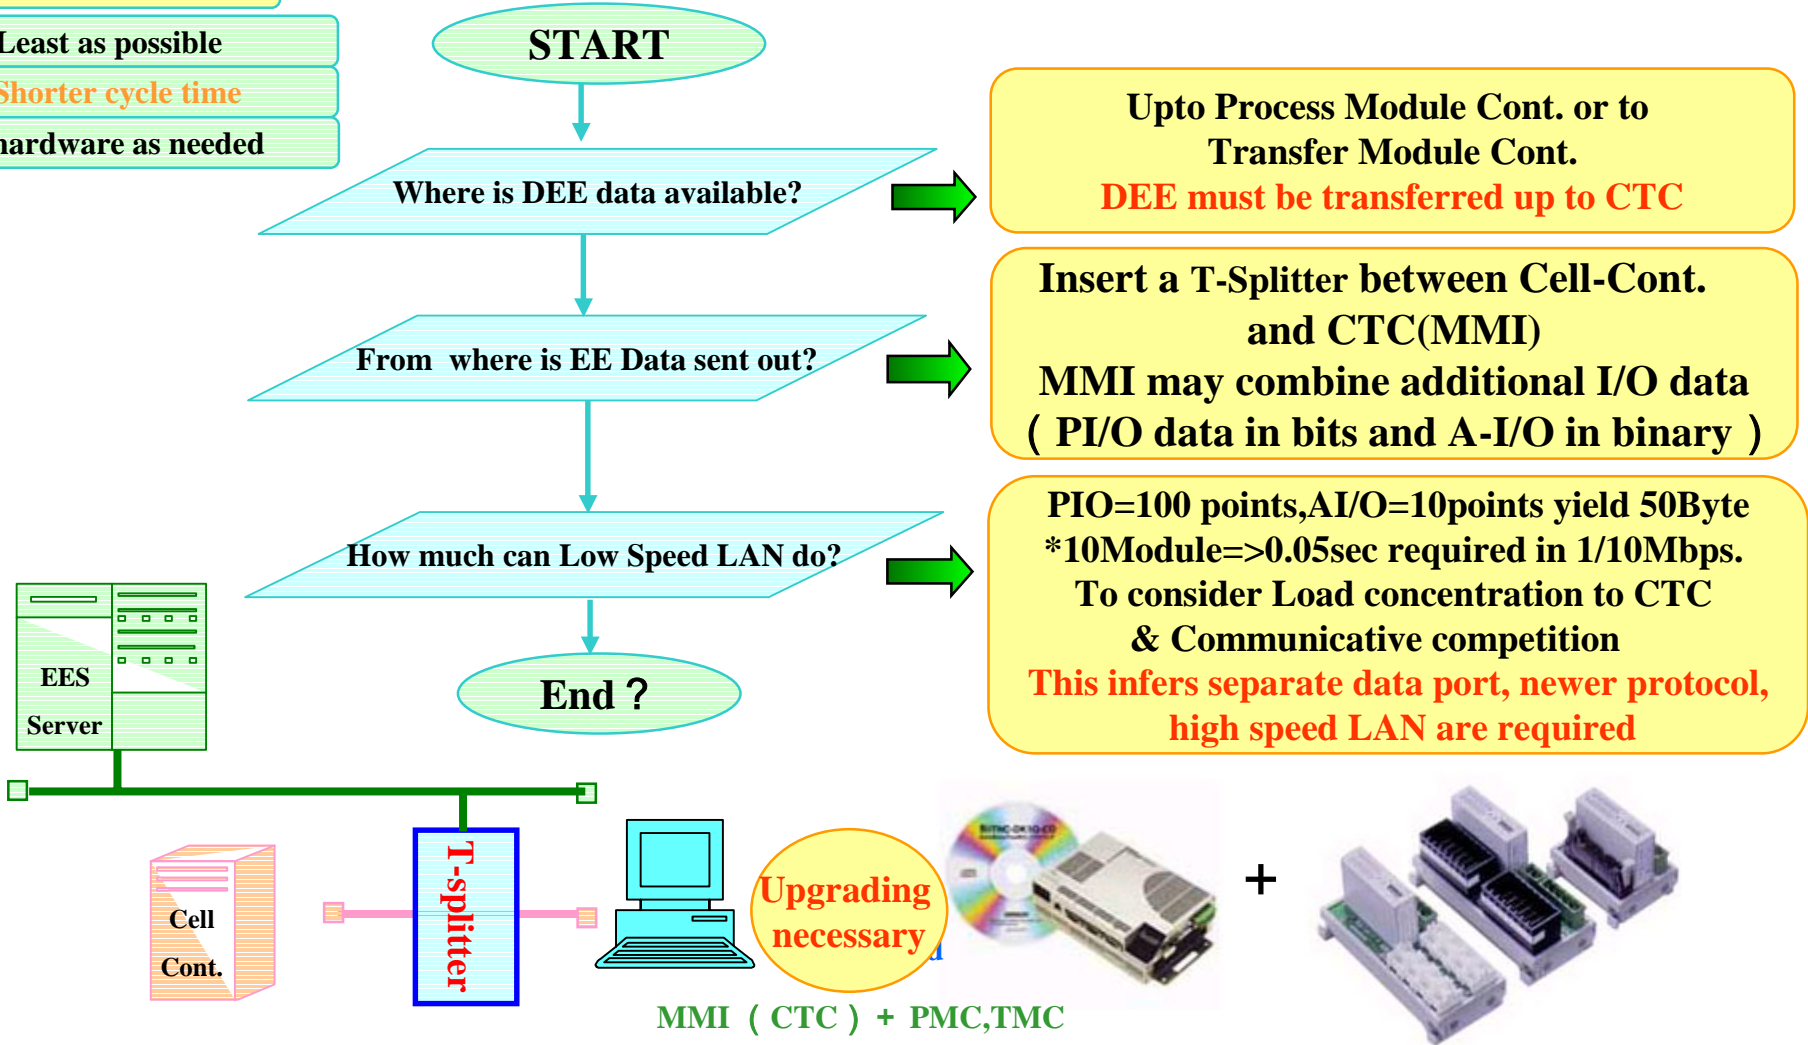 Least as possible
Shorter cycle time
hardware as needed
START
Where is DEE data available?
Upto Process Module Cont. or to
Transfer Module Cont.
DEE must be transferred up to CTC
From where is EE Data sent out?
Insert a T-Splitter between Cell-Cont.
and CTC(MMI)
MMI may combine additional I/O data
( PI/O data in bits and A-I/O in binary )
How much can Low Speed LAN do?
PIO=100 points,AI/O=10points yield 50Byte
*10Module=>0.05sec required in 1/10Mbps.
To consider Load concentration to CTC
& Communicative competition
This infers separate data port, newer protocol,
high speed LAN are required
End ?
EES
Server
Cell
Cont.
T-splitter
Upgrading
necessary
+
MMI ( CTC ) + PMC,TMC